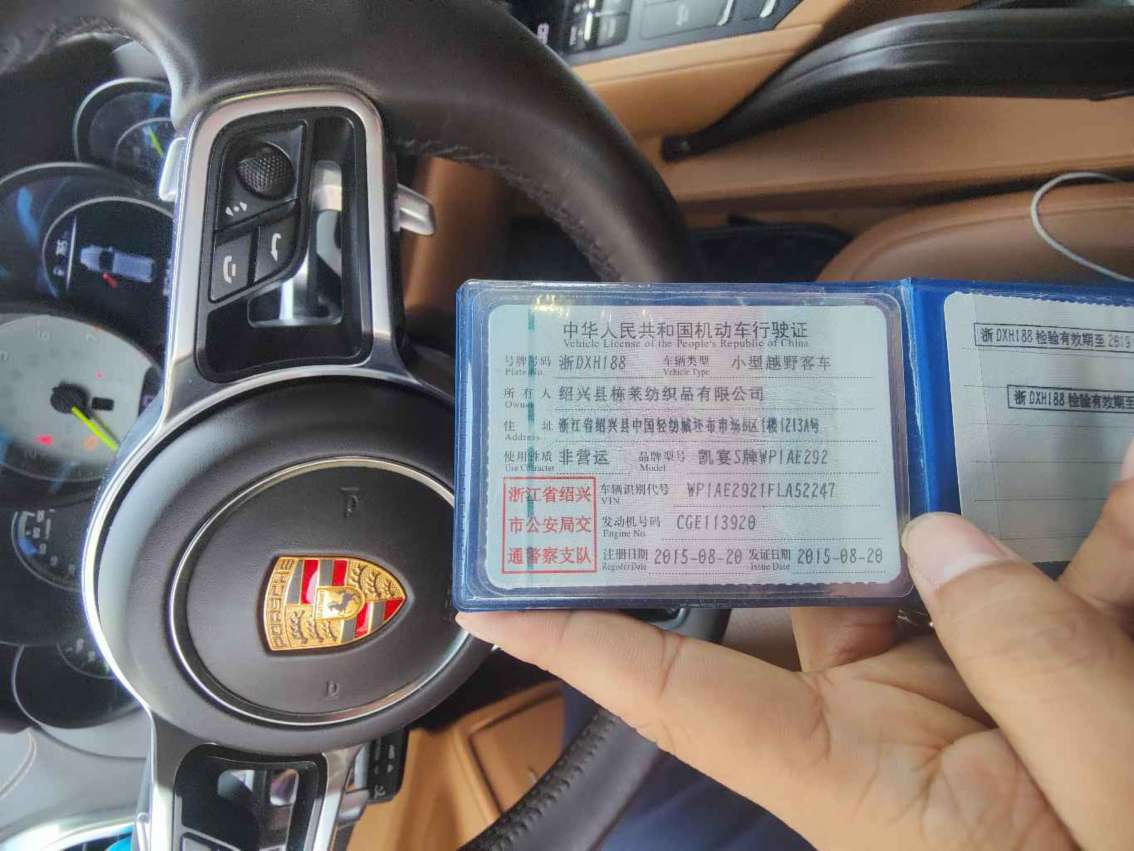 中华人民共和国机动车行驶证
Vehicle License of the People's Republic of China
号牌号码 浙DXH188 车辆类型 小型越野客车
Plate No. Vehicle Type
所有人 绍兴县栋莱纺织品有限公司
Owner
住址 浙江省绍兴县中国轻纺城坯布市场B区1楼1213A号
Address
使用性质 非营运 品牌型号 凯宴S牌WP1AE292
Use Character Model
浙江省绍兴
市公安局交
通警察支队
车辆识别代号 WP1AE2921FLA52247
VIN
发动机号码 CGE113920
Engine No.
注册日期 2015-08-20 发证日期 2015-08-20
Register Date Issue Date
浙DXH188 检验有效期至 2019
浙DXH188 检验有效期至
PORSCHE